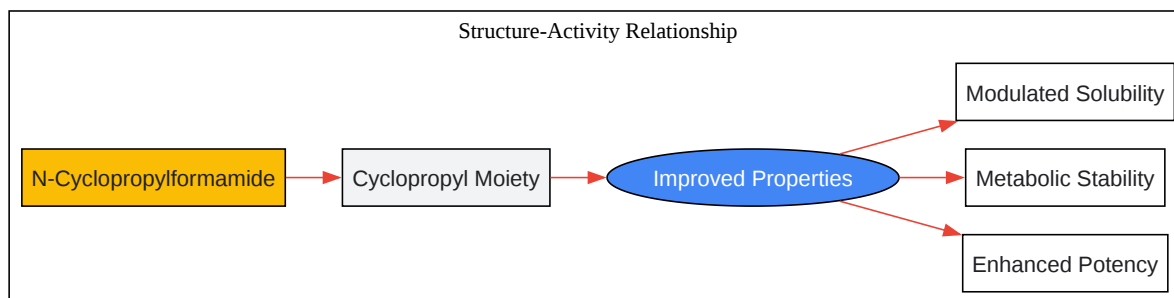 Structure-Activity Relationship
N-Cyclopropylformamide
Cyclopropyl Moiety
Improved Properties
Modulated Solubility
Metabolic Stability
Enhanced Potency